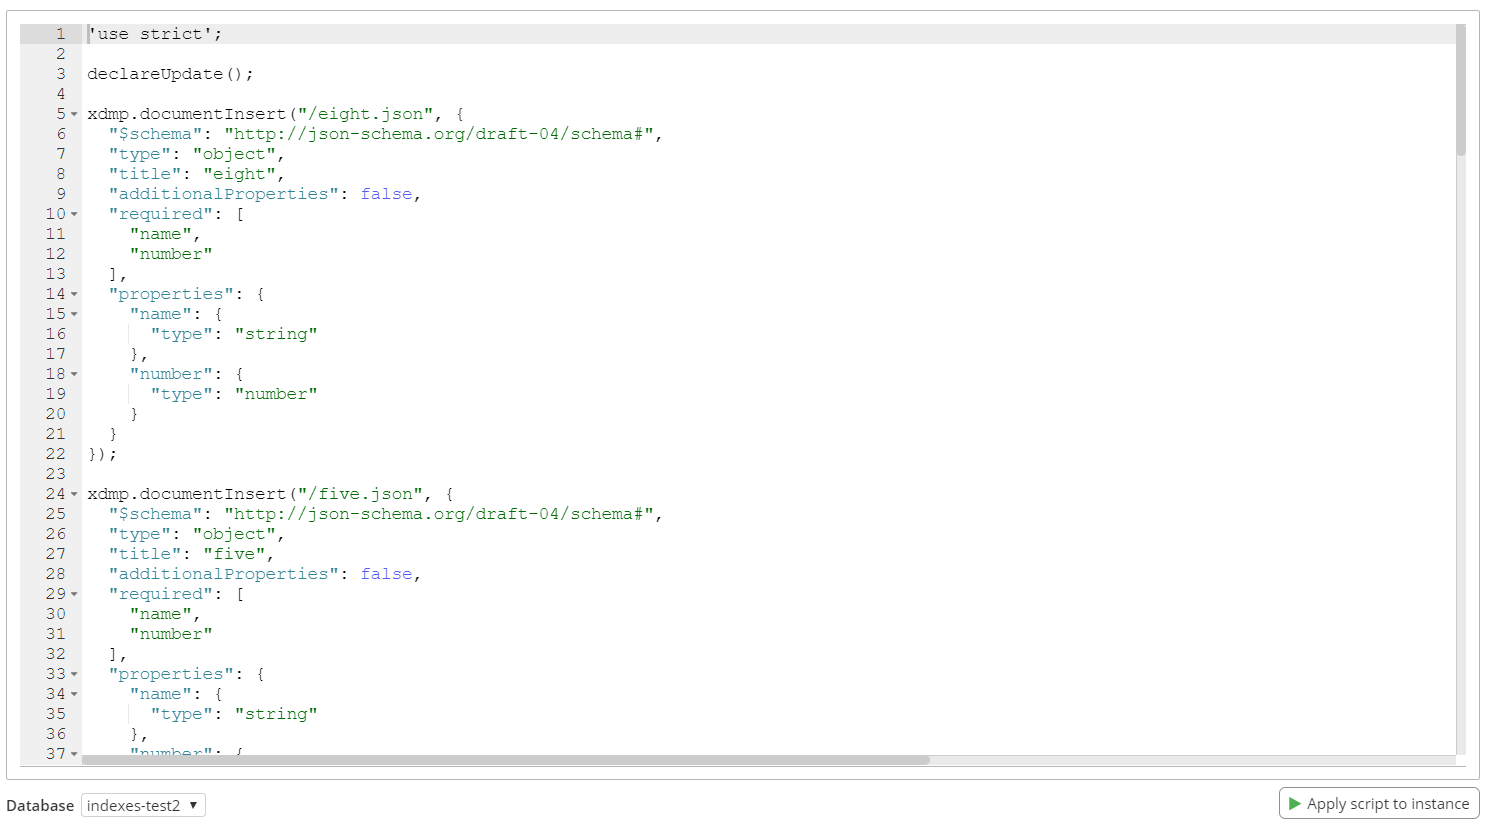 1 'use strict';
2
3 declareUpdate();
4
5 xdmp.documentInsert("/eight.json", {
6   "$schema": "http://json-schema.org/draft-04/schema#",
7   "type": "object",
8   "title": "eight",
9   "additionalProperties": false,
10   "required": [
11     "name",
12     "number"
13   ],
14   "properties": {
15     "name": {
16       "type": "string"
17     },
18     "number": {
19       "type": "number"
20     }
21   }
22 });
23
24 xdmp.documentInsert("/five.json", {
25   "$schema": "http://json-schema.org/draft-04/schema#",
26   "type": "object",
27   "title": "five",
28   "additionalProperties": false,
29   "required": [
30     "name",
31     "number"
32   ],
33   "properties": {
34     "name": {
35       "type": "string"
36     },
37     "number": {
Database indexes-test2 ▼ Apply script to instance